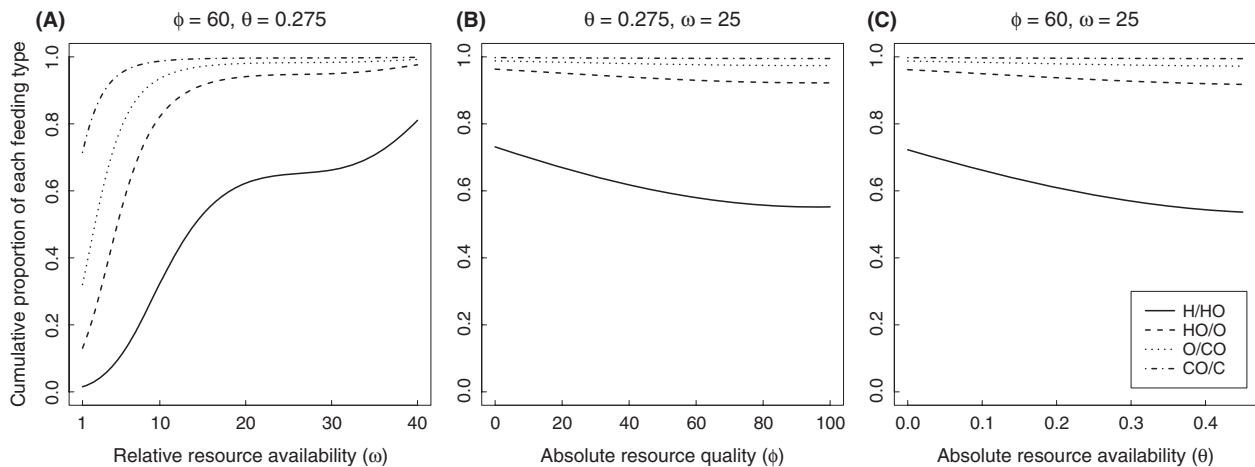 (A) ϕ = 60, θ = 0.275
(B) θ = 0.275, ω = 25
(C) ϕ = 60, ω = 25
Cumulative proportion of each feeding type
0.0 0.2 0.4 0.6 0.8 1.0
1 10 20 30 40
Relative resource availability (ω)
0.0 0.2 0.4 0.6 0.8 1.0
0 20 40 60 80 100
Absolute resource quality (ϕ)
0.0 0.2 0.4 0.6 0.8 1.0
0.0 0.1 0.2 0.3 0.4
Absolute resource availability (θ)
H/HO
HO/O
O/CO
CO/C